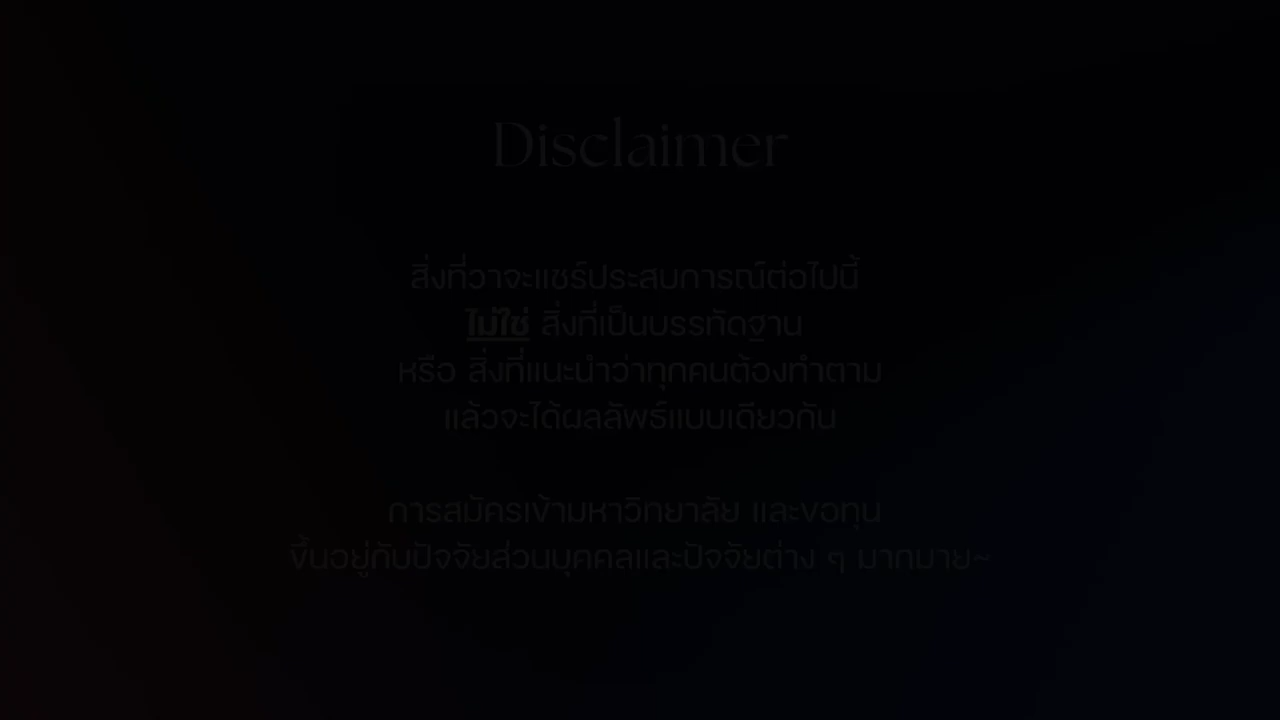 Disclaimer
สิ่งที่วาจะแชร์ประสบการณ์ต่อไปนี้
ไม่ใช่ สิ่งที่เป็นบรรทัดฐาน
หรือ สิ่งที่แนะนำว่าทุกคนต้องทำตาม
แล้วจะได้ผลลัพธ์แบบเดียวกัน
การสมัครเข้ามหาวิทยาลัย และขอทุน
ขึ้นอยู่กับปัจจัยส่วนบุคคลและปัจจัยต่าง ๆ มากมาย~